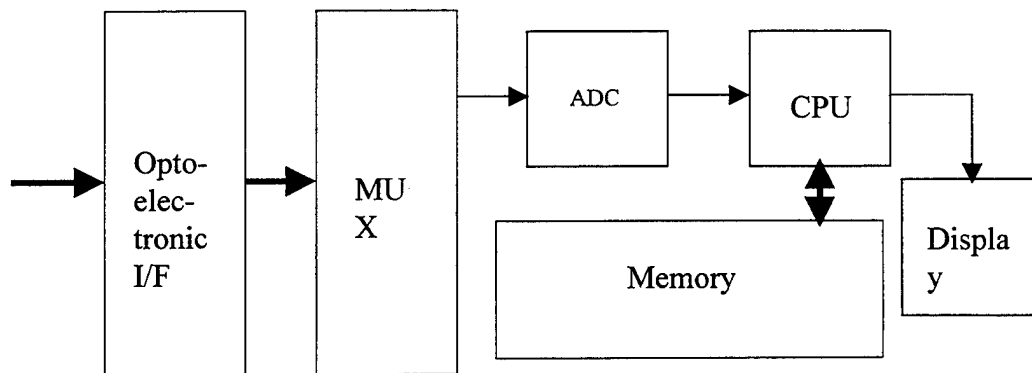 Opto-
elec-
tronic
I/F
MU
X
ADC
CPU
Memory
Displa
y